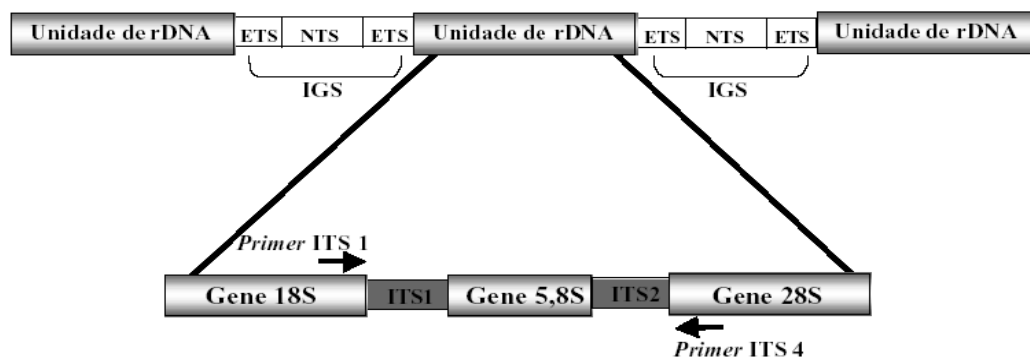 Unidade de rDNA ETS NTS ETS Unidade de rDNA ETS NTS ETS Unidade de rDNA
IGS IGS
Primer ITS 1
Gene 18S ITS1 Gene 5,8S ITS2 Gene 28S
Primer ITS 4